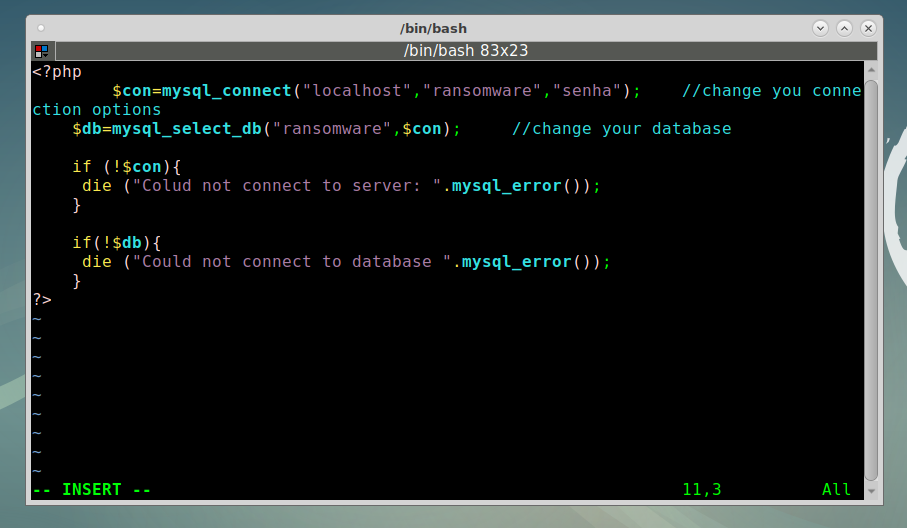 /bin/bash
/bin/bash 83x23
<?php
        $con=mysql_connect("localhost","ransomware","senha");    //change you conne
ction options
    $db=mysql_select_db("ransomware",$con);     //change your database
    if (!$con){
     die ("Colud not connect to server: ".mysql_error());
    }
    if(!$db){
     die ("Could not connect to database ".mysql_error());
    }
?>
~
~
~
~
~
~
~
~
~
-- INSERT --                                                     11,3          All